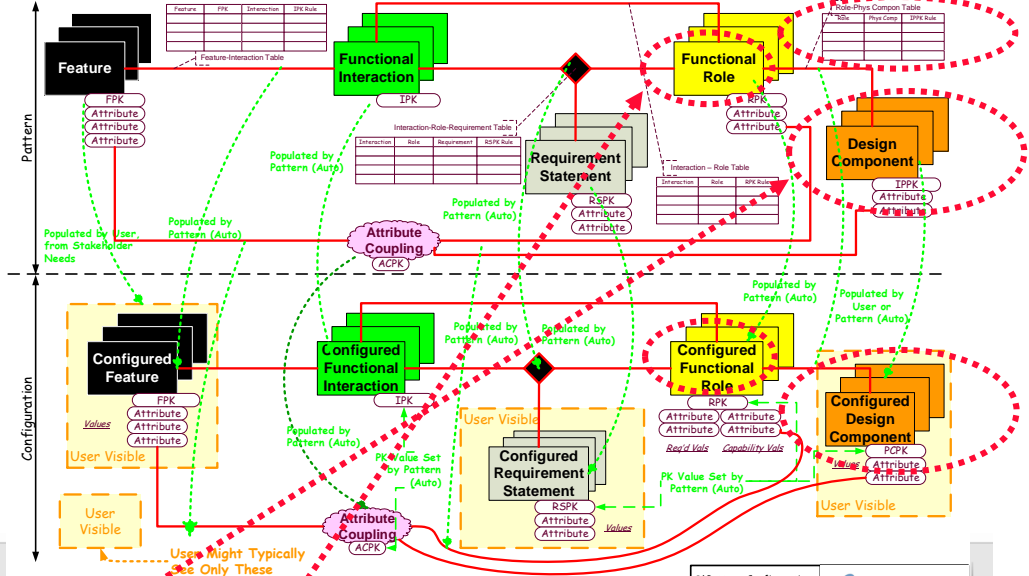 Feature
FPK
Interaction
IPK Rule
Feature-Interaction Table
Feature
FPK
Attribute
Attribute
Attribute
Functional
Interaction
IPK
Functional
Role
RPK
Attribute
Attribute
Role-Phys Compon Table
Role
Phys Comp
IPPK Rule
Design
Component
IPPK
Attribute
Attribute
Interaction-Role-Requirement Table
Interaction
Role
Requirement
RSPK Rule
Requirement
Statement
RSPK
Attribute
Attribute
Interaction – Role Table
Interaction
Role
RPK Rule
Pattern
Populated by
Pattern (Auto)
Populated by
Pattern (Auto)
Populated by
Pattern (Auto)
Populated by User,
from Stakeholder
Needs
Attribute
Coupling
ACPK
Populated by
Pattern (Auto)
Populated by
User or
Pattern (Auto)
Populated by
Pattern (Auto)
Populated by
Pattern (Auto)
Configuration
Configured
Feature
FPK
Attribute
Attribute
Attribute
Values
User Visible
Configured
Functional
Interaction
IPK
Configured
Functional
Role
RPK
Attribute
Attribute
Attribute
Attribute
Req'd Vals
Capability Vals
Configured
Design
Component
PCPK
Attribute
Attribute
Values
User Visible
User Visible
Configured
Requirement
Statement
RSPK
Attribute
Attribute
Values
Populated by
Pattern (Auto)
PK Value Set
by Pattern
(Auto)
PK Value Set by
Pattern (Auto)
Attribute
Coupling
ACPK
User
Visible
User Might Typically
See Only These